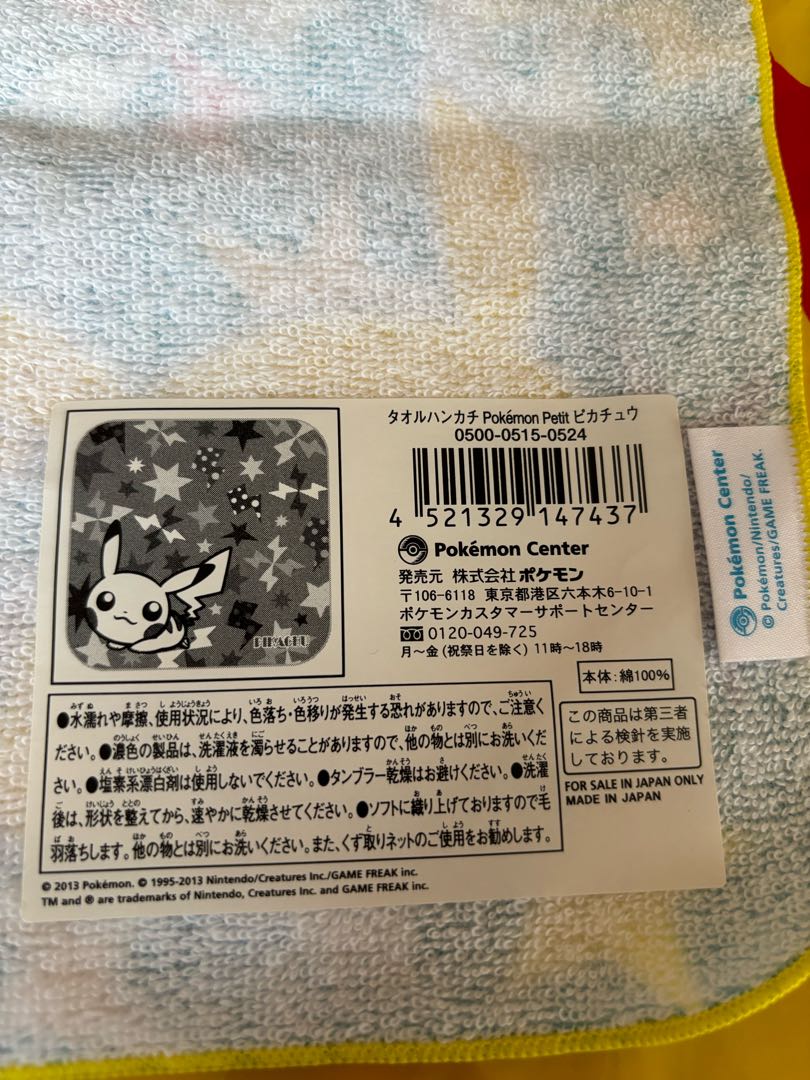 タオルハンカチ Pokémon Petit ピカチュウ
0500-0515-0524
4 521329 147437
Pokémon Center
発売元 株式会社ポケモン
〒106-6118 東京都港区六本木6-10-1
ポケモンカスタマーサポートセンター
0120-049-725
月～金 (祝祭日を除く) 11時～18時
本体:綿100%
この商品は第三者
による検針を実施
しております。
FOR SALE IN JAPAN ONLY
MADE IN JAPAN
PIKACHU
●水濡れや摩擦、使用状況により、色落ち・色移りが発生する恐れがありますので、ご注意く
ださい。●濃色の製品は、洗濯液を濁らせることがありますので、他の物とは別にお洗いくだ
さい。●塩素系漂白剤は使用しないでください。●タンブラー乾燥はお避けください。●洗濯
後は、形状を整えてから、速やかに乾燥させてください。●ソフトに織り上げておりますので毛
羽落ちします。他の物とは別にお洗いください。また、くず取りネットのご使用をお勧めします。
© 2013 Pokémon. © 1995-2013 Nintendo/Creatures Inc./GAME FREAK inc.
TM and ® are trademarks of Nintendo, Creatures Inc. and GAME FREAK inc.
Pokémon Center
© Pokémon/Nintendo/
Creatures/GAME FREAK.